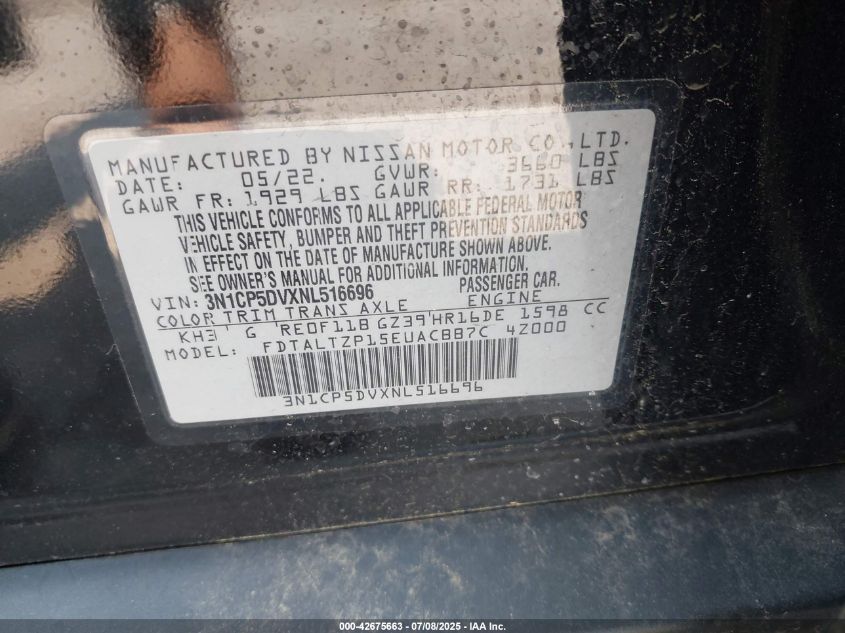 MANUFACTURED BY NISSAN MOTOR CO., LTD.
DATE: 05/22. GVWR: 3660 LBS
GAWR FR: 1929 LBS GAWR RR: 1731 LBS
THIS VEHICLE CONFORMS TO ALL APPLICABLE FEDERAL MOTOR
VEHICLE SAFETY, BUMPER AND THEFT PREVENTION STANDARDS
IN EFFECT ON THE DATE OF MANUFACTURE SHOWN ABOVE.
SEE OWNER'S MANUAL FOR ADDITIONAL INFORMATION.
VIN: 3N1CP5DVXNL516696 PASSENGER CAR.
COLOR TRIM TRANS AXLE ENGINE
KH3 G RE0F11B GZ39 HR16DE 1598 CC
MODEL: FDTALTZP15EUACBB7C 4Z000
3N1CP5DVXNL516696
000-42675663 - 07/08/2025 - IAA Inc.